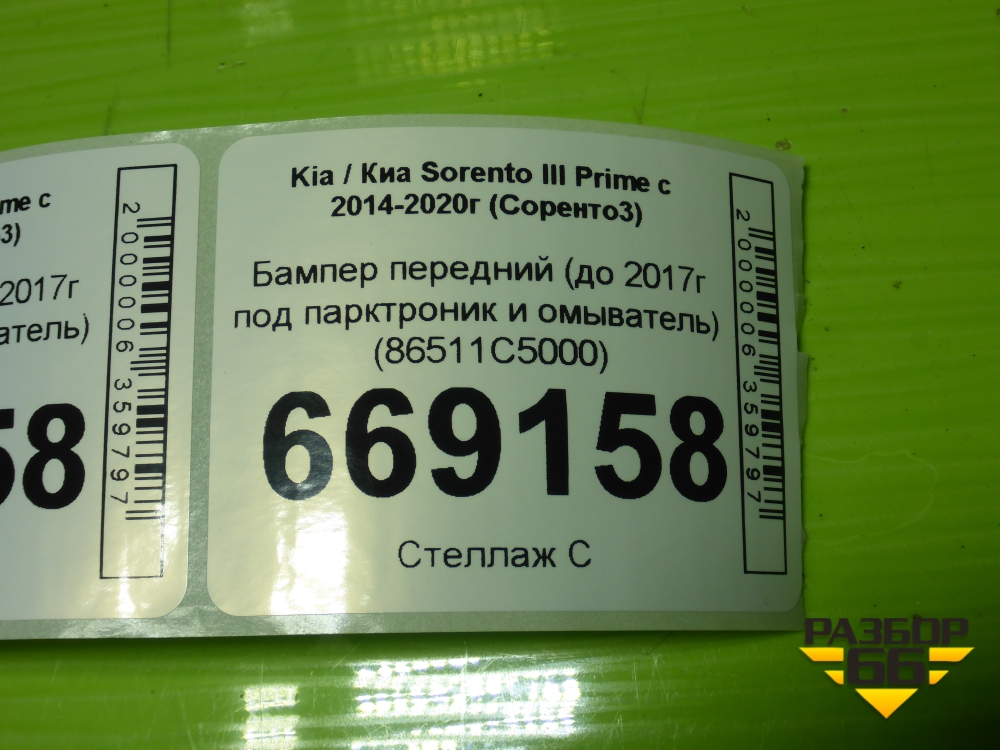 me с
3)
2017г
атель)
58
2000006359797
Kia / Киа Sorento III Prime с
2014-2020г (Соренто3)
Бампер передний (до 2017г
под парктроник и омыватель)
(86511C5000)
669158
Стеллаж С
2000006359797
РАЗБОР
66